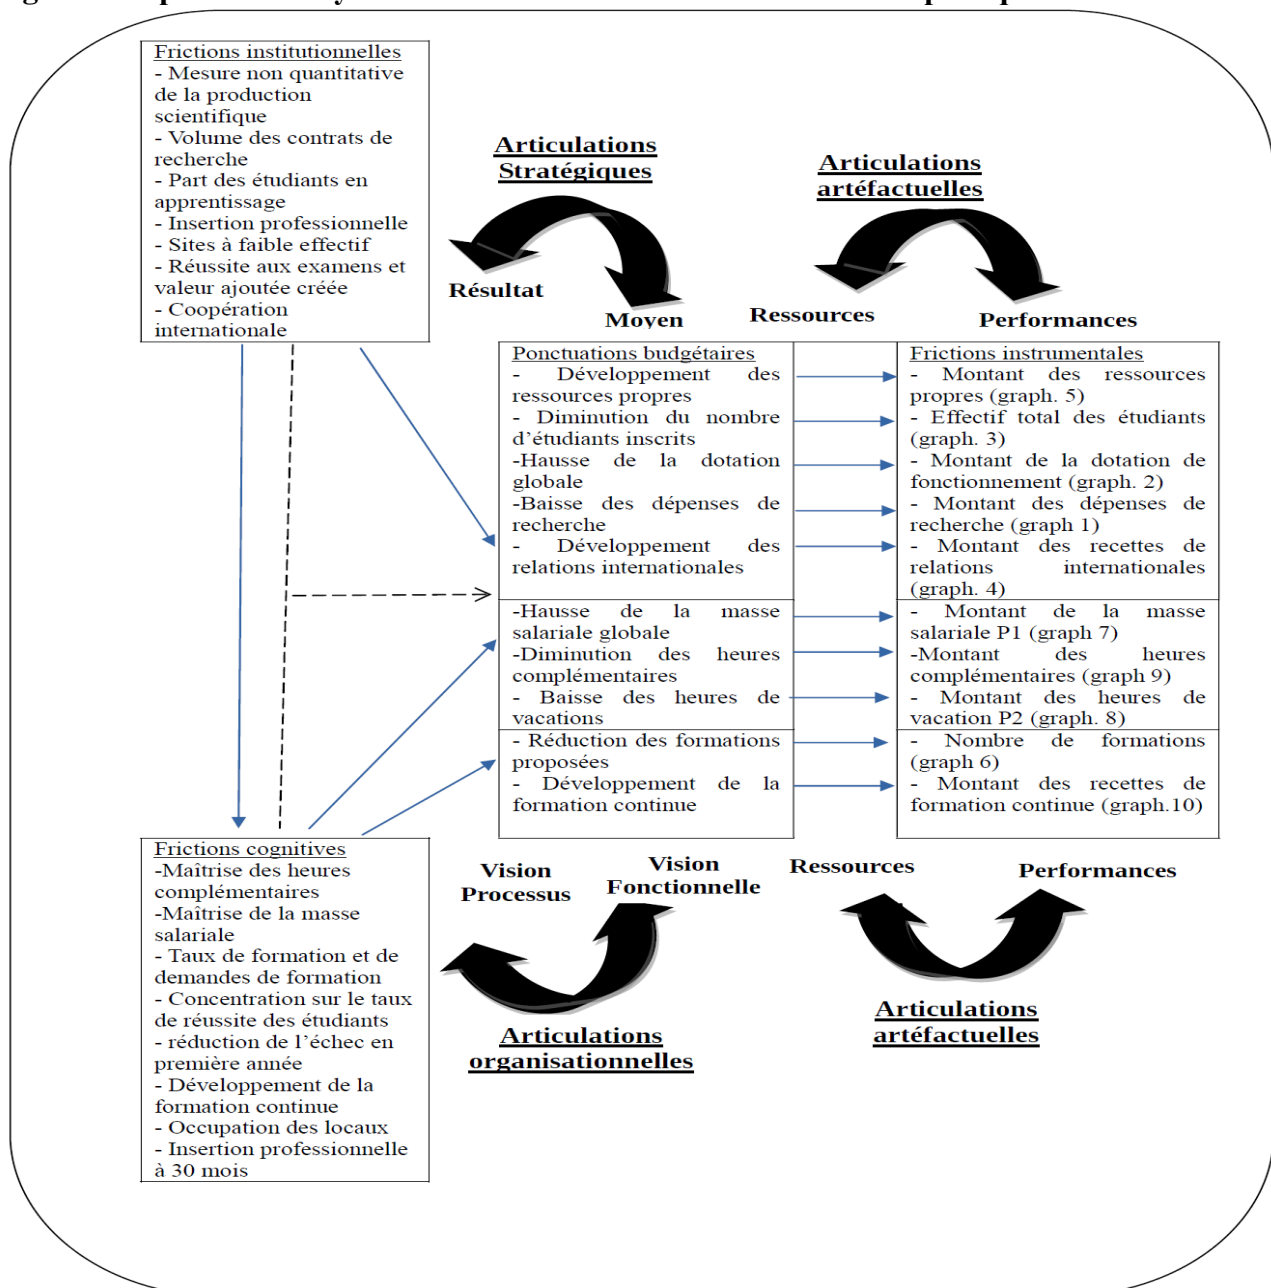 Frictions institutionnelles
- Mesure non quantitative
de la production
scientifique
- Volume des contrats de
recherche
- Part des étudiants en
apprentissage
- Insertion professionnelle
- Sites à faible effectif
- Réussite aux examens et
valeur ajoutée créée
- Coopération
internationale
Articulations
Stratégiques
Résultat
Moyen
Articulations
artéfactuelles
Ressources
Performances
Ponctuations budgétaires
- Développement des
ressources propres
- Diminution du nombre
d'étudiants inscrits
-Hausse de la dotation
globale
-Baisse des dépenses de
recherche
- Développement des
relations internationales
-Hausse de la masse
salariale globale
-Diminution des heures
complémentaires
- Baisse des heures de
vacations
- Réduction des formations
proposées
- Développement de la
formation continue
Frictions instrumentales
- Montant des ressources
propres (graph. 5)
- Effectif total des étudiants
(graph. 3)
- Montant de la dotation de
fonctionnement (graph. 2)
- Montant des dépenses de
recherche (graph 1)
- Montant des recettes de
relations internationales
(graph. 4)
- Montant de la masse
salariale P1 (graph 7)
-Montant des heures
complémentaires (graph 9)
- Montant des heures de
vacation P2 (graph. 8)
- Nombre de formations
(graph 6)
- Montant des recettes de
formation continue (graph.10)
Frictions cognitives
-Maîtrise des heures
complémentaires
-Maîtrise de la masse
salariale
- Taux de formation et de
demandes de formation
- Concentration sur le taux
de réussite des étudiants
- réduction de l'échec en
première année
- Développement de la
formation continue
- Occupation des locaux
- Insertion professionnelle
à 30 mois
Vision
Processus
Vision
Fonctionnelle
Articulations
organisationnelles
Ressources
Performances
Articulations
artéfactuelles